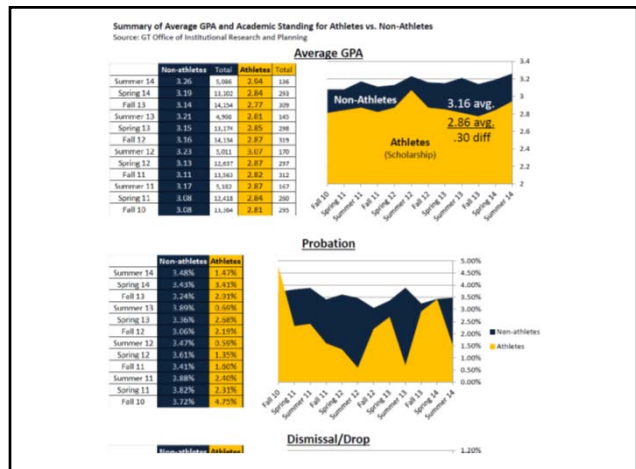 Summary of Average GPA and Academic Standing for Athletes vs. Non-Athletes
Source: GT Office of Institutional Research and Planning
Average GPA
Non-athletes Total Athletes Total
Summer 14 3.26 5,086 2.94 136
Spring 14 3.19 13,102 2.84 293
Fall 13 3.14 14,154 2.77 309
Summer 13 3.21 4,900 2.81 145
Spring 13 3.15 13,174 2.85 298
Fall 12 3.16 14,134 2.87 319
Summer 12 3.23 5,011 3.07 170
Spring 12 3.13 12,697 2.87 297
Fall 11 3.11 13,563 2.82 312
Summer 11 3.17 5,182 2.87 167
Spring 11 3.08 12,418 2.84 260
Fall 10 3.08 13,364 2.81 295
3.4
3.2
3
2.8
2.6
2.4
2.2
2
Non-Athletes
3.16 avg.
2.86 avg.
.30 diff
Athletes
(Scholarship)
Fall 10 Spring 11 Summer 11 Fall 11 Spring 12 Summer 12 Fall 12 Spring 13 Summer 13 Fall 13 Spring 14 Summer 14
Probation
Non-athletes Athletes
Summer 14 3.48% 1.47%
Spring 14 3.43% 3.41%
Fall 13 3.24% 2.91%
Summer 13 3.89% 0.69%
Spring 13 3.36% 2.68%
Fall 12 3.06% 2.19%
Summer 12 3.47% 0.59%
Spring 12 3.61% 1.35%
Fall 11 3.41% 1.60%
Summer 11 3.88% 2.40%
Spring 11 3.82% 2.31%
Fall 10 3.72% 4.75%
5.00%
4.50%
4.00%
3.50%
3.00%
2.50%
2.00%
1.50%
1.00%
0.50%
0.00%
Non-athletes
Athletes
Fall 10 Spring 11 Summer 11 Fall 11 Spring 12 Summer 12 Fall 12 Spring 13 Summer 13 Fall 13 Spring 14 Summer 14
Dismissal/Drop
Non-athletes Athletes
1.20%